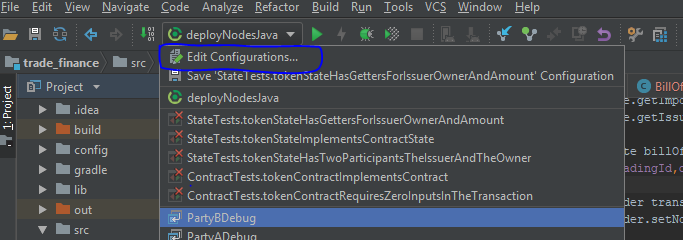 Edit View Navigate Code Analyze Refactor Build Run Tools VCS Window Help
deployNodesJava
trade_finance src
Edit Configurations...
Save 'StateTests.tokenStateHasGettersForIssuerOwnerAndAmount' Configuration
deployNodesJava
StateTests.tokenStateHasGettersForIssuerOwnerAndAmount
StateTests.tokenStateImplementsContractState
StateTests.tokenStateHasTwoParticipantsTheIssuerAndTheOwner
ContractTests.tokenContractImplementsContract
ContractTests.tokenContractRequiresZeroInputsInTheTransaction
PartyBDebug
PartyADebug
1: Project
Project
.idea
build
config
gradle
lib
out
src
BillOf
e.getImpo
e.getIssu
te billOf
adingId,
der trans
der.setNo